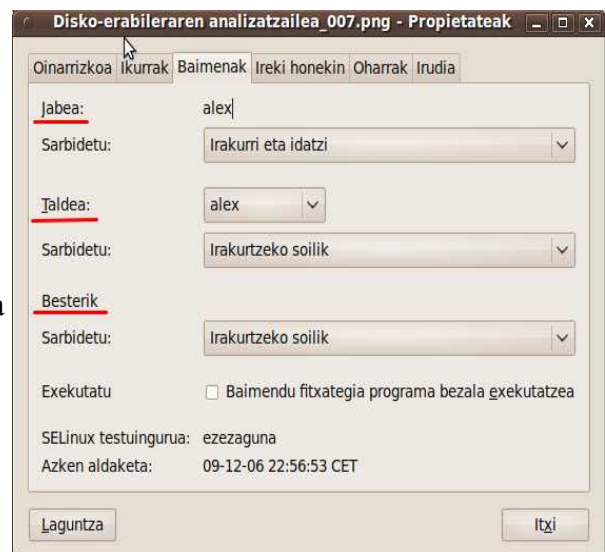 Disko-erabileraren analizatzailea_007.png - Propietateak
Oinarrizkoa Ikurrak Baimenak Ireki honekin Oharrak Irudia
Jabea: alex
Sarbidetu: Irakurri eta idatzi
Taldea: alex
Sarbidetu: Irakurtzeko soilik
a
Besterik
Sarbidetu: Irakurtzeko soilik
Exekutatu Baimendu fitxategia programa bezala exekutatzea
SELinux testuingurua: ezezaguna
Azken aldaketa: 09-12-06 22:56:53 CET
Laguntza Itxi